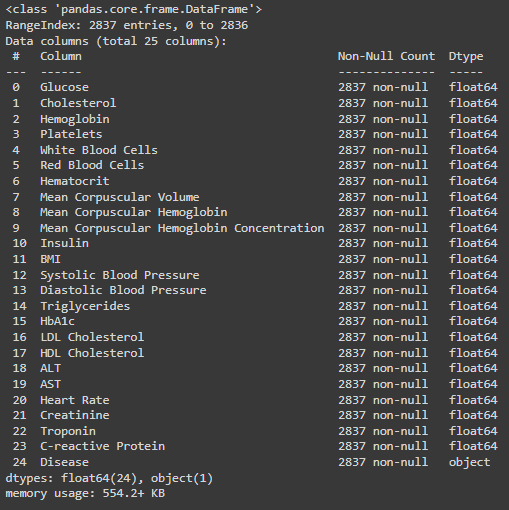 <class 'pandas.core.frame.DataFrame'>
RangeIndex: 2837 entries, 0 to 2836
Data columns (total 25 columns):
 #   Column                                     Non-Null Count  Dtype
---  ------                                     --------------  -----
 0   Glucose                                    2837 non-null   float64
 1   Cholesterol                                2837 non-null   float64
 2   Hemoglobin                                 2837 non-null   float64
 3   Platelets                                  2837 non-null   float64
 4   White Blood Cells                          2837 non-null   float64
 5   Red Blood Cells                            2837 non-null   float64
 6   Hematocrit                                 2837 non-null   float64
 7   Mean Corpuscular Volume                    2837 non-null   float64
 8   Mean Corpuscular Hemoglobin                2837 non-null   float64
 9   Mean Corpuscular Hemoglobin Concentration  2837 non-null   float64
 10  Insulin                                    2837 non-null   float64
 11  BMI                                        2837 non-null   float64
 12  Systolic Blood Pressure                    2837 non-null   float64
 13  Diastolic Blood Pressure                   2837 non-null   float64
 14  Triglycerides                              2837 non-null   float64
 15  HbA1c                                      2837 non-null   float64
 16  LDL Cholesterol                            2837 non-null   float64
 17  HDL Cholesterol                            2837 non-null   float64
 18  ALT                                        2837 non-null   float64
 19  AST                                        2837 non-null   float64
 20  Heart Rate                                 2837 non-null   float64
 21  Creatinine                                 2837 non-null   float64
 22  Troponin                                   2837 non-null   float64
 23  C-reactive Protein                         2837 non-null   float64
 24  Disease                                    2837 non-null   object
dtypes: float64(24), object(1)
memory usage: 554.2+ KB